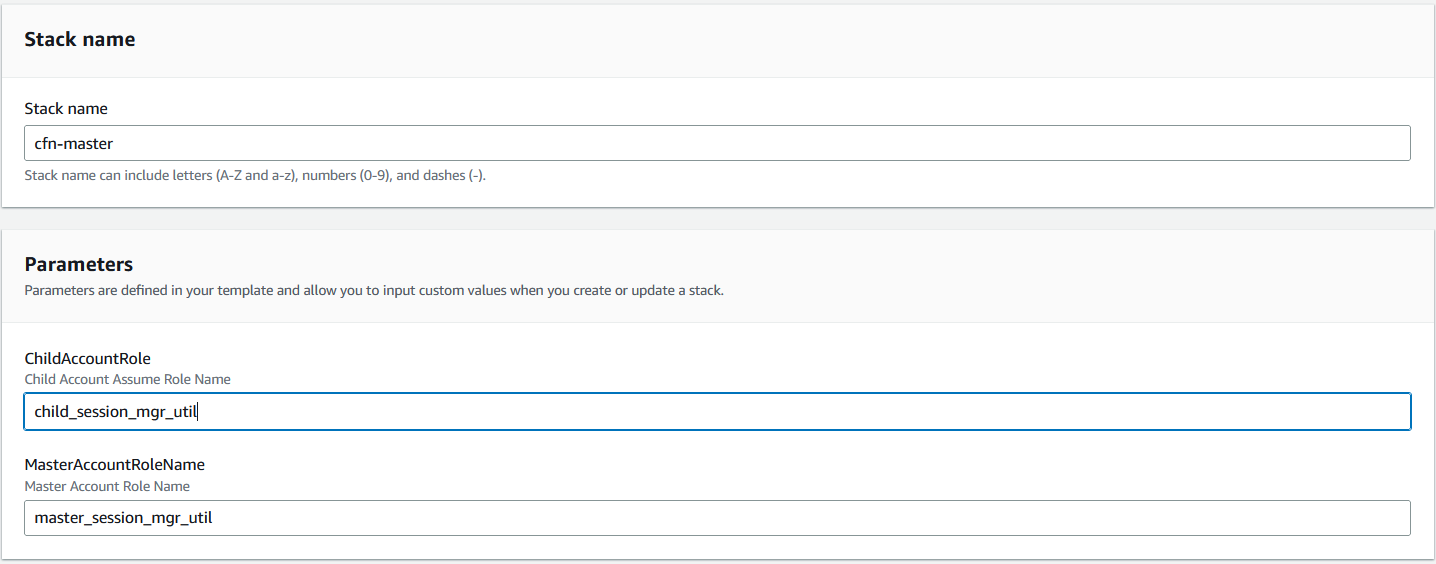 Stack name
Stack name
cfn-master
Stack name can include letters (A-Z and a-z), numbers (0-9), and dashes (-).
Parameters
Parameters are defined in your template and allow you to input custom values when you create or update a stack.
ChildAccountRole
Child Account Assume Role Name
child_session_mgr_util
MasterAccountRoleName
Master Account Role Name
master_session_mgr_util